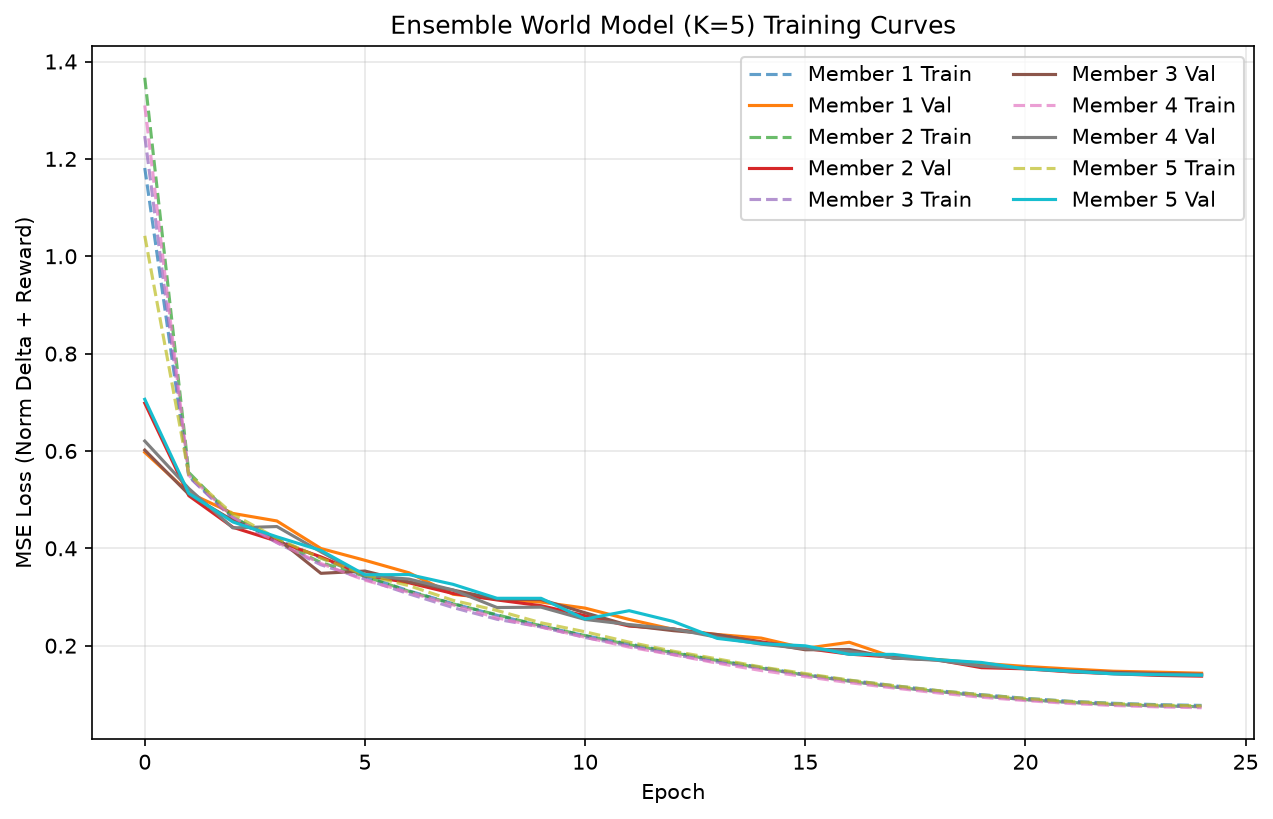 Ensemble World Model (K=5) Training Curves
MSE Loss (Norm Delta + Reward)
1.4
1.2
1.0
0.8
0.6
0.4
0.2
Member 1 Train
Member 1 Val
Member 2 Train
Member 2 Val
Member 3 Train
Member 3 Val
Member 4 Train
Member 4 Val
Member 5 Train
Member 5 Val
0 5 10 15 20 25
Epoch